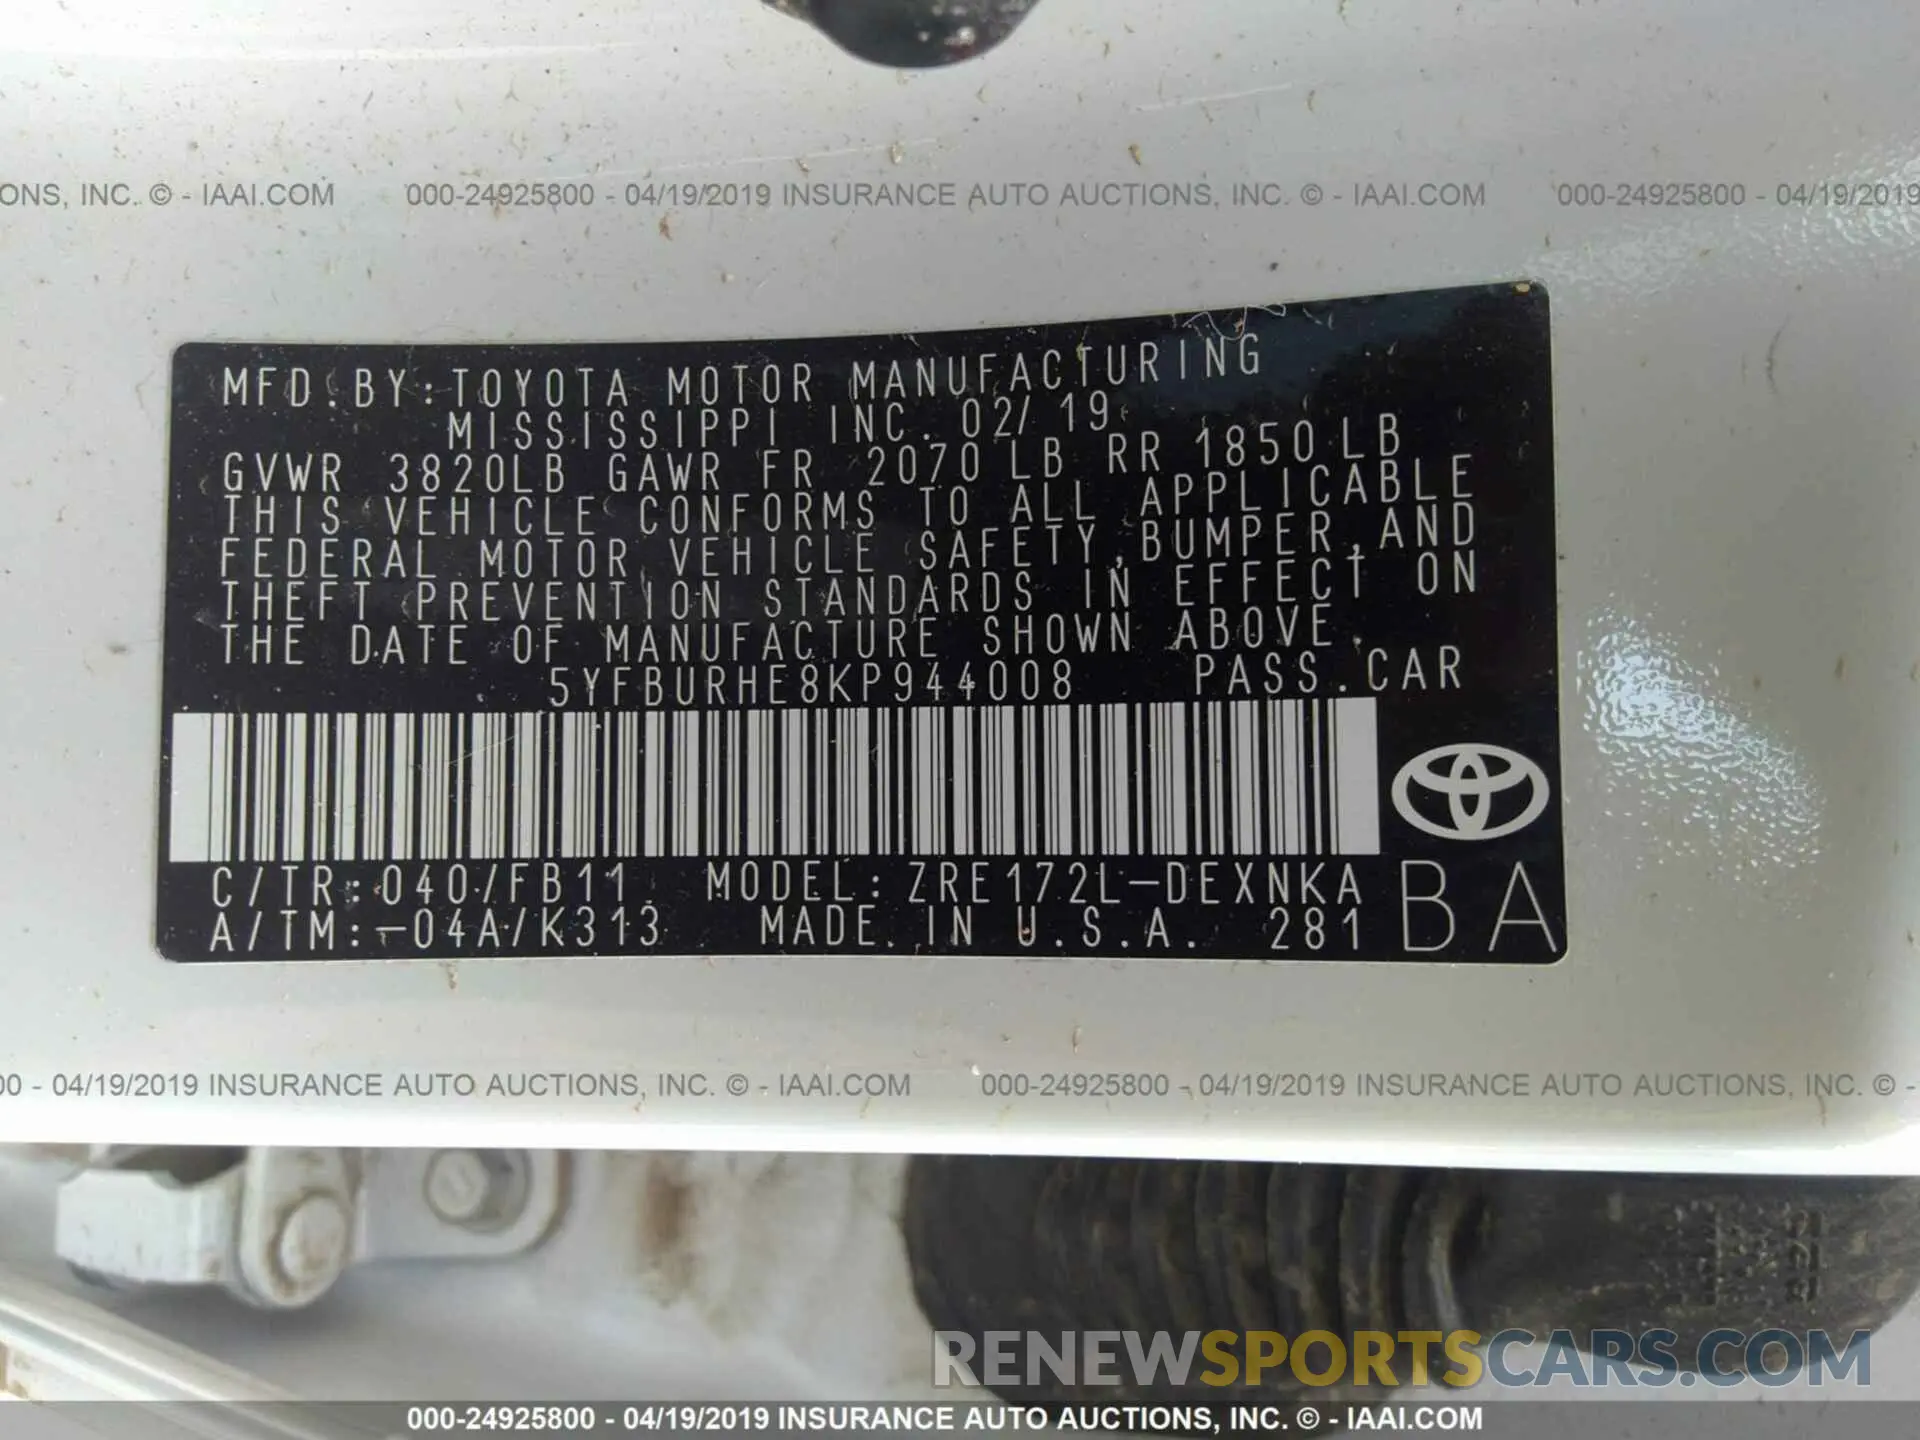 ONS, INC. © - IAAI.COM 000-24925800 - 04/19/2019 INSURANCE AUTO AUCTIONS, INC. © - IAAI.COM 000-24925800 - 04/19/2019
MFD.BY:TOYOTA MOTOR MANUFACTURING
MISSISSIPPI INC. 02/19
GVWR 3820LB GAWR FR 2070LB RR 1850LB
THIS VEHICLE CONFORMS TO ALL APPLICABLE
FEDERAL MOTOR VEHICLE SAFETY,BUMPER,AND
THEFT PREVENTION STANDARDS IN EFFECT ON
THE DATE OF MANUFACTURE SHOWN ABOVE.
5YFBURHE8KP944008 PASS.CAR
C/TR:040/FB11 MODEL:ZRE172L-DEXNKA
A/TM:-04A/K313 MADE IN U.S.A. 281 BA
00 - 04/19/2019 INSURANCE AUTO AUCTIONS, INC. © - IAAI.COM 000-24925800 - 04/19/2019 INSURANCE AUTO AUCTIONS, INC. © -
RENEWSPORTSCARS.COM
000-24925800 - 04/19/2019 INSURANCE AUTO AUCTIONS, INC. © - IAAI.COM